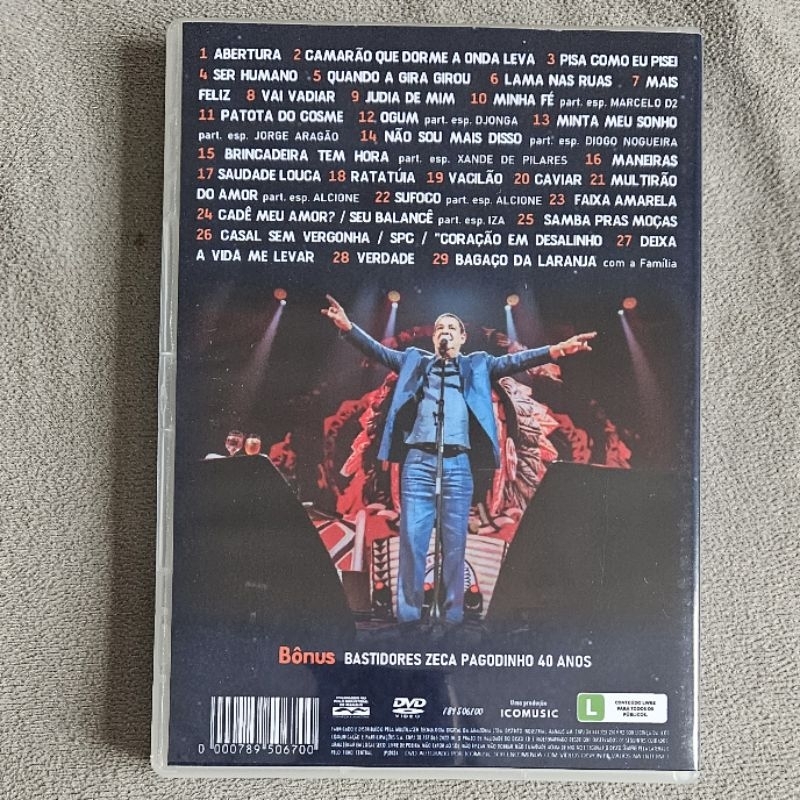 1 ABERTURA 2 CAMARÃO QUE DORME A ONDA LEVA 3 PISA COMO EU PISEI
4 SER HUMANO 5 QUANDO A GIRA GIROU 6 LAMA NAS RUAS 7 MAIS
FELIZ 8 VAI VADIAR 9 JUDIA DE MIM 10 MINHA FÉ part. esp. MARCELO D2
11 PATOTA DO COSME 12 OGUM part. esp. DJONGA 13 MINTA MEU SONHO
part. esp. JORGE ARAGÃO 14 NÃO SOU MAIS DISSO part. esp. DIOGO NOGUEIRA
15 BRINCADEIRA TEM HORA part. esp. XANDE DE PILARES 16 MANEIRAS
17 SAUDADE LOUCA 18 RATATÚIA 19 VACILÃO 20 CAVIAR 21 MULTIRÃO
DO AMOR part. esp. ALCIONE 22 SUFOCO part. esp. ALCIONE 23 FAIXA AMARELA
24 CADÊ MEU AMOR? / SEU BALANCÊ part. esp. IZA 25 SAMBA PRAS MOÇAS
26 CASAL SEM VERGONHA / SPC / "CORAÇÃO EM DESALINHO 27 DEIXA
A VIDA ME LEVAR 28 VERDADE 29 BAGAÇO DA LARANJA com a Família
Bônus BASTIDORES ZECA PAGODINHO 40 ANOS
DVD VIDEO
789506700
Uma produção
ICOMUSIC
L
CONTEÚDO LIVRE
PARA TODOS OS
PÚBLICOS.
0 000789 506700